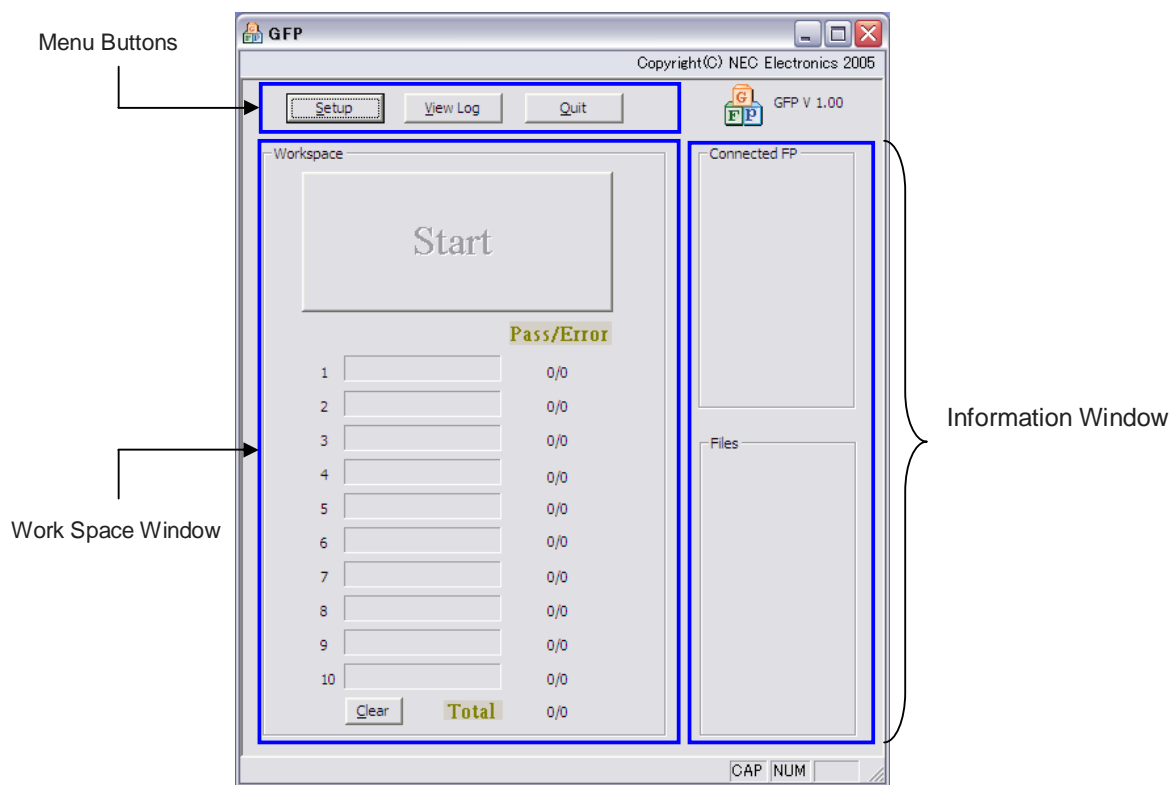 GFP
Menu Buttons
Copyright(C) NEC Electronics 2005
Setup View Log Quit
G F P
GFP V 1.00
Workspace
Connected FP
Start
Pass/Error
1 0/0
2 0/0
Information Window
3 0/0
Files
4 0/0
5 0/0
Work Space Window
6 0/0
7 0/0
8 0/0
9 0/0
10 0/0
Clear Total 0/0
CAP NUM